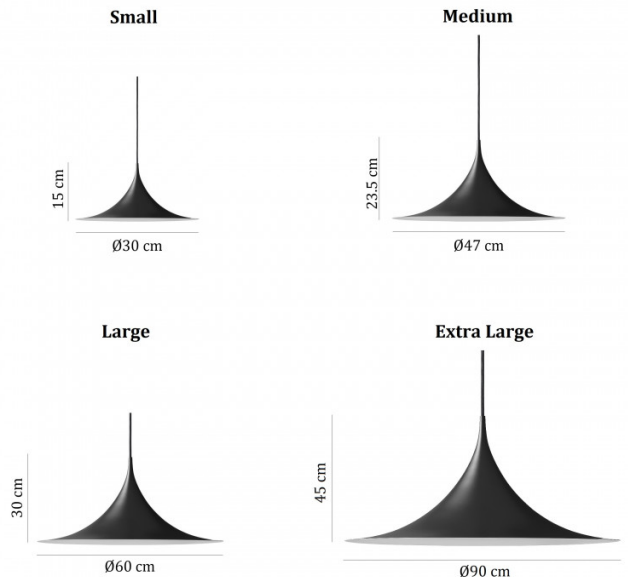 Small
Medium
15 cm
23.5 cm
Ø30 cm
Ø47 cm
Large
Extra Large
30 cm
45 cm
Ø60 cm
Ø90 cm